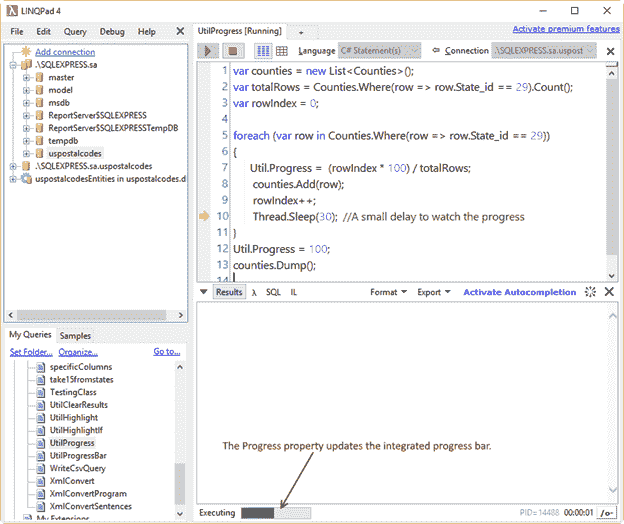 LINQPad 4
File Edit Query Debug Help
Add connection
.\SQLEXPRESS.sa
master
model
msdb
ReportServer$SQLEXPRESS
ReportServer$SQLEXPRESSTempDB
tempdb
uspostalcodes
.\SQLEXPRESS.sa.uspostalcodes
uspostalcodesEntities in uspostalcodes.d
My Queries Samples
Set Folder... Organize... Go to...
specificColumns
take15fromstates
TestingClass
UtilClearResults
UtilHighlight
UtilHighlightIf
UtilProgress
UtilProgressBar
WriteCsvQuery
XmlConvert
XmlConvertProgram
XmlConvertSentences
My Extensions
UtilProgress [Running] +
Activate premium features
Language C# Statement(s) Connection .\SQLEXPRESS.sa.uspost
1 var counties = new List<Counties>();
2 var totalRows = Counties.Where(row => row.State_id == 29).Count();
3 var rowIndex = 0;
4
5 foreach (var row in Counties.Where(row => row.State_id == 29))
6 {
7 Util.Progress = (rowIndex * 100) / totalRows;
8 counties.Add(row);
9 rowIndex++;
10 Thread.Sleep(30); //A small delay to watch the progress
11 }
12 Util.Progress = 100;
13 counties.Dump();
14
Results λ SQL IL Format Export Activate Autocompletion
The Progress property updates the integrated progress bar.
Executing PID=14488 00:00:01 /o-